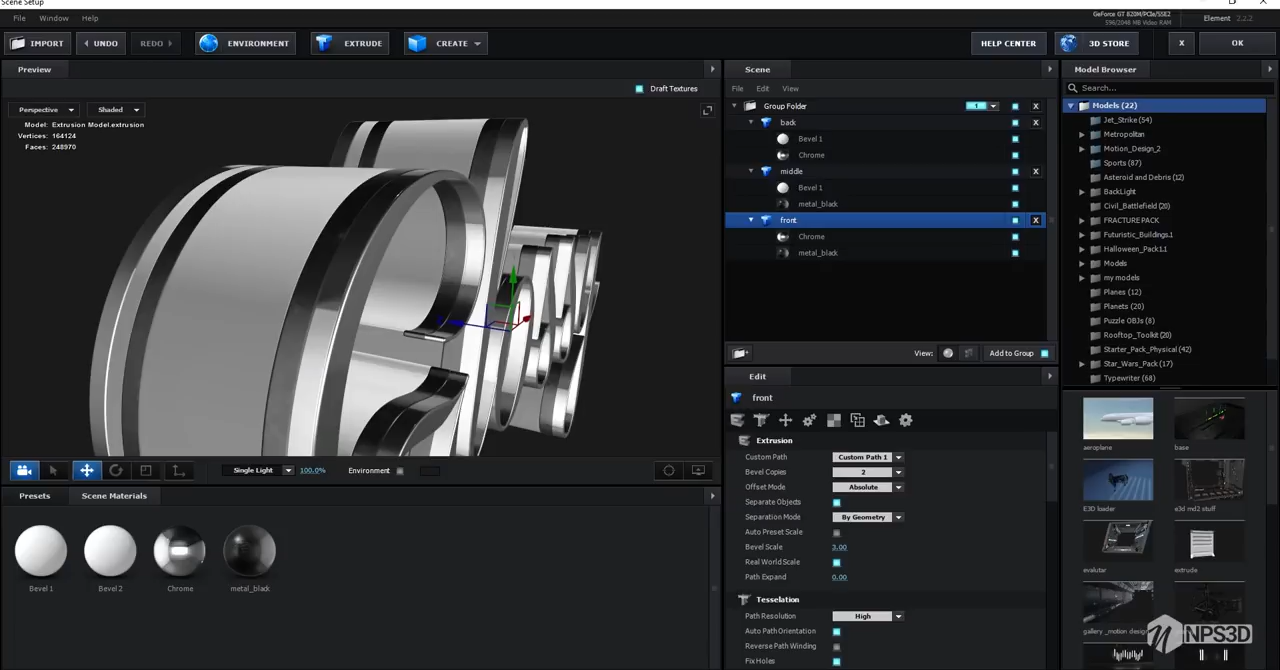 Scene Setup
File Window Help
GeForce GT 820M/PCIe/SSE2
596/2048 MB Video RAM
Element 2.2.2
IMPORT UNDO REDO ENVIRONMENT EXTRUDE CREATE HELP CENTER 3D STORE X OK
Preview
Draft Textures
Perspective Shaded
Model: Extrusion Model.extrusion
Vertices: 164124
Faces: 248970
Single Light 100.0% Environment
Presets Scene Materials
Bevel 1 Bevel 2 Chrome metal_black
Scene
File Edit View
Group Folder 1 X
back X
Bevel 1
Chrome
middle X
Bevel 1
metal_black
front X
Chrome
metal_black
View: Add to Group
Edit
front
Extrusion
Custom Path Custom Path 1
Bevel Copies 2
Offset Mode Absolute
Separate Objects
Separation Mode By Geometry
Auto Preset Scale
Bevel Scale 3.00
Real World Scale
Path Expand 0.00
Tesselation
Path Resolution High
Auto Path Orientation
Reverse Path Winding
Fix Holes
Model Browser
Search...
Models (22)
Jet_Strike (54)
Metropolitan
Motion_Design_2
Sports (87)
Asteroid and Debris (12)
BackLight
Civil_Battlefield (20)
FRACTURE PACK
Futuristic_Buildings.1
Halloween_Pack1.1
Models
my models
Planes (12)
Planets (20)
Puzzle OBJs (8)
Rooftop_Toolkit (20)
Starter_Pack_Physical (42)
Star_Wars_Pack (17)
Typewriter (68)
aeroplane base
E3D loader e3d md2 stuff
evalutar extrude
gallery _motion design
NPS3D